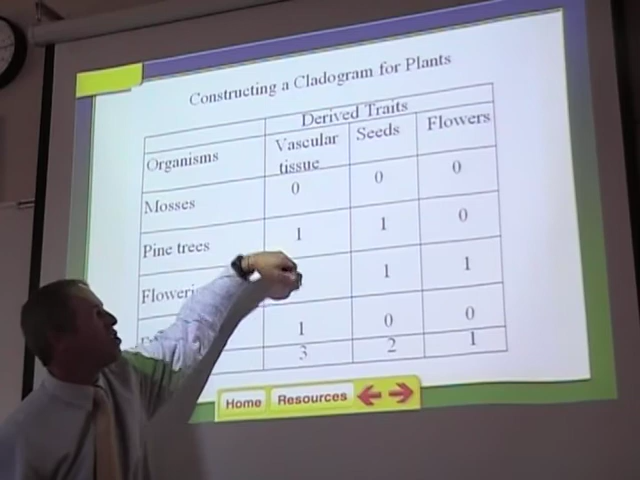 Constructing a Cladogram for Plants
Derived Traits
Organisms Vascular tissue Seeds Flowers
Mosses 0 0 0
Pine trees 1 1 0
1 1
1 0 0
3 2 1
Home Resources